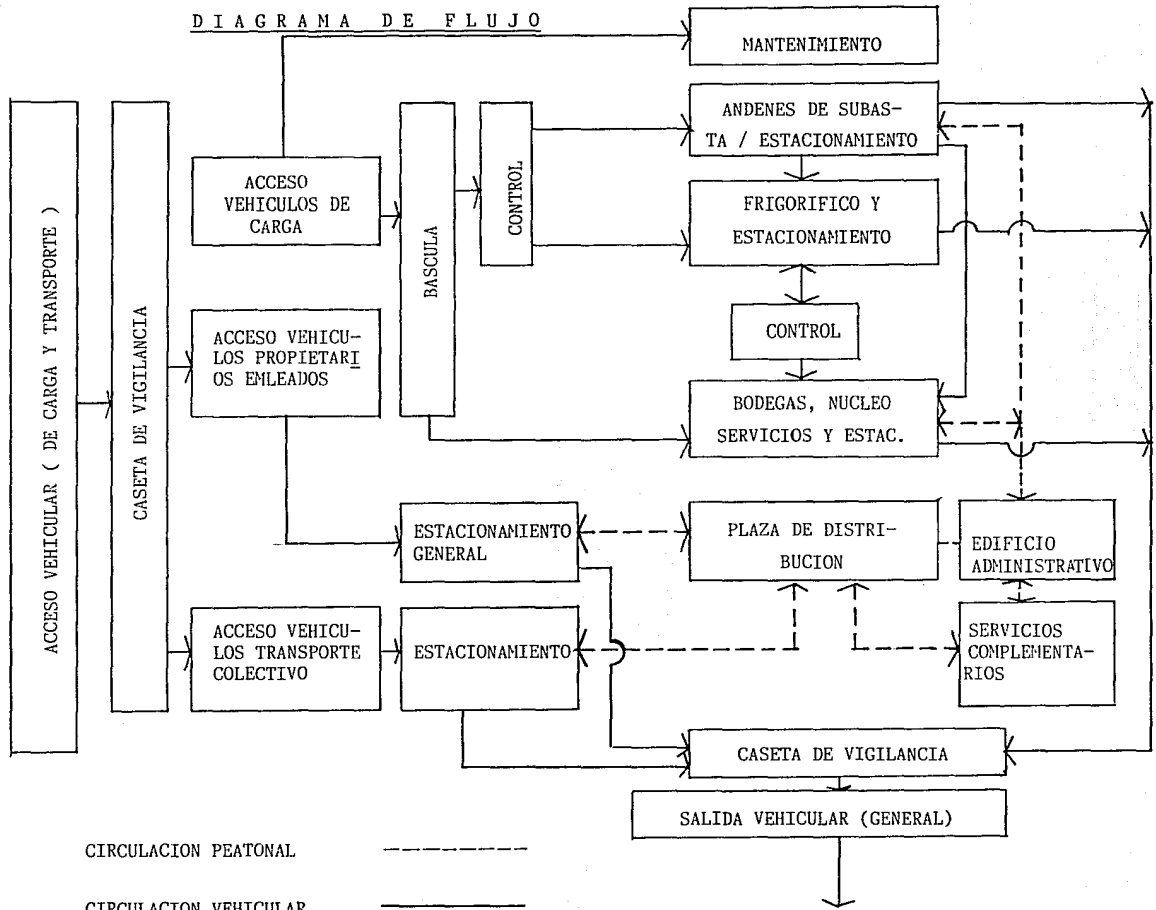 DIAGRAMA DE FLUJO
MANTENIMIENTO
ANDENES DE SUBAS-
TA / ESTACIONAMIENTO
ACCESO
VEHICULOS DE
CARGA
CONTROL
FRIGORIFICO Y
ESTACIONAMIENTO
BASCULA
ACCESO VEHICULAR ( DE CARGA Y TRANSPORTE )
CASETA DE VIGILANCIA
ACCESO VEHICU-
LOS PROPIETARI
OS EMLEADOS
CONTROL
BODEGAS, NUCLEO
SERVICIOS Y ESTAC.
ESTACIONAMIENTO
GENERAL
PLAZA DE DISTRI-
BUCION
EDIFICIO
ADMINISTRATIVO
ACCESO VEHICU-
LOS TRANSPORTE
COLECTIVO
ESTACIONAMIENTO
SERVICIOS
COMPLEMENTA-
RIOS
CASETA DE VIGILANCIA
SALIDA VEHICULAR (GENERAL)
CIRCULACION PEATONAL
CIRCULACION VEHICULAR